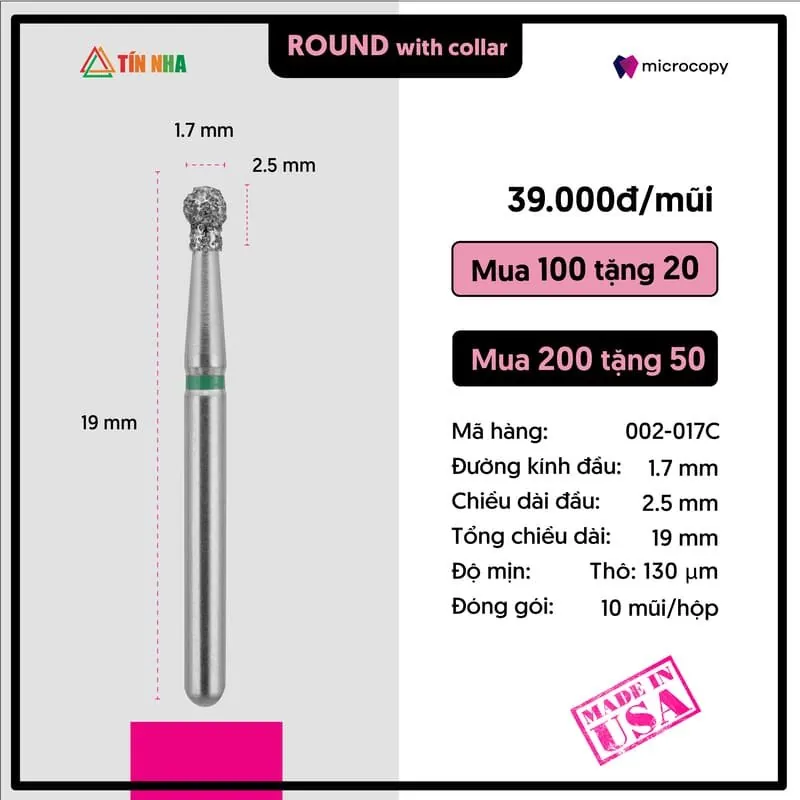 ROUND with collar
TÍN NHA
microcopy
1.7 mm
2.5 mm
19 mm
39.000đ/mũi
Mua 100 tặng 20
Mua 200 tặng 50
Mã hàng: 002-017C
Đường kính đầu: 1.7 mm
Chiều dài đầu: 2.5 mm
Tổng chiều dài: 19 mm
Độ mịn: Thô: 130 µm
Đóng gói: 10 mũi/hộp
MADE IN
USA